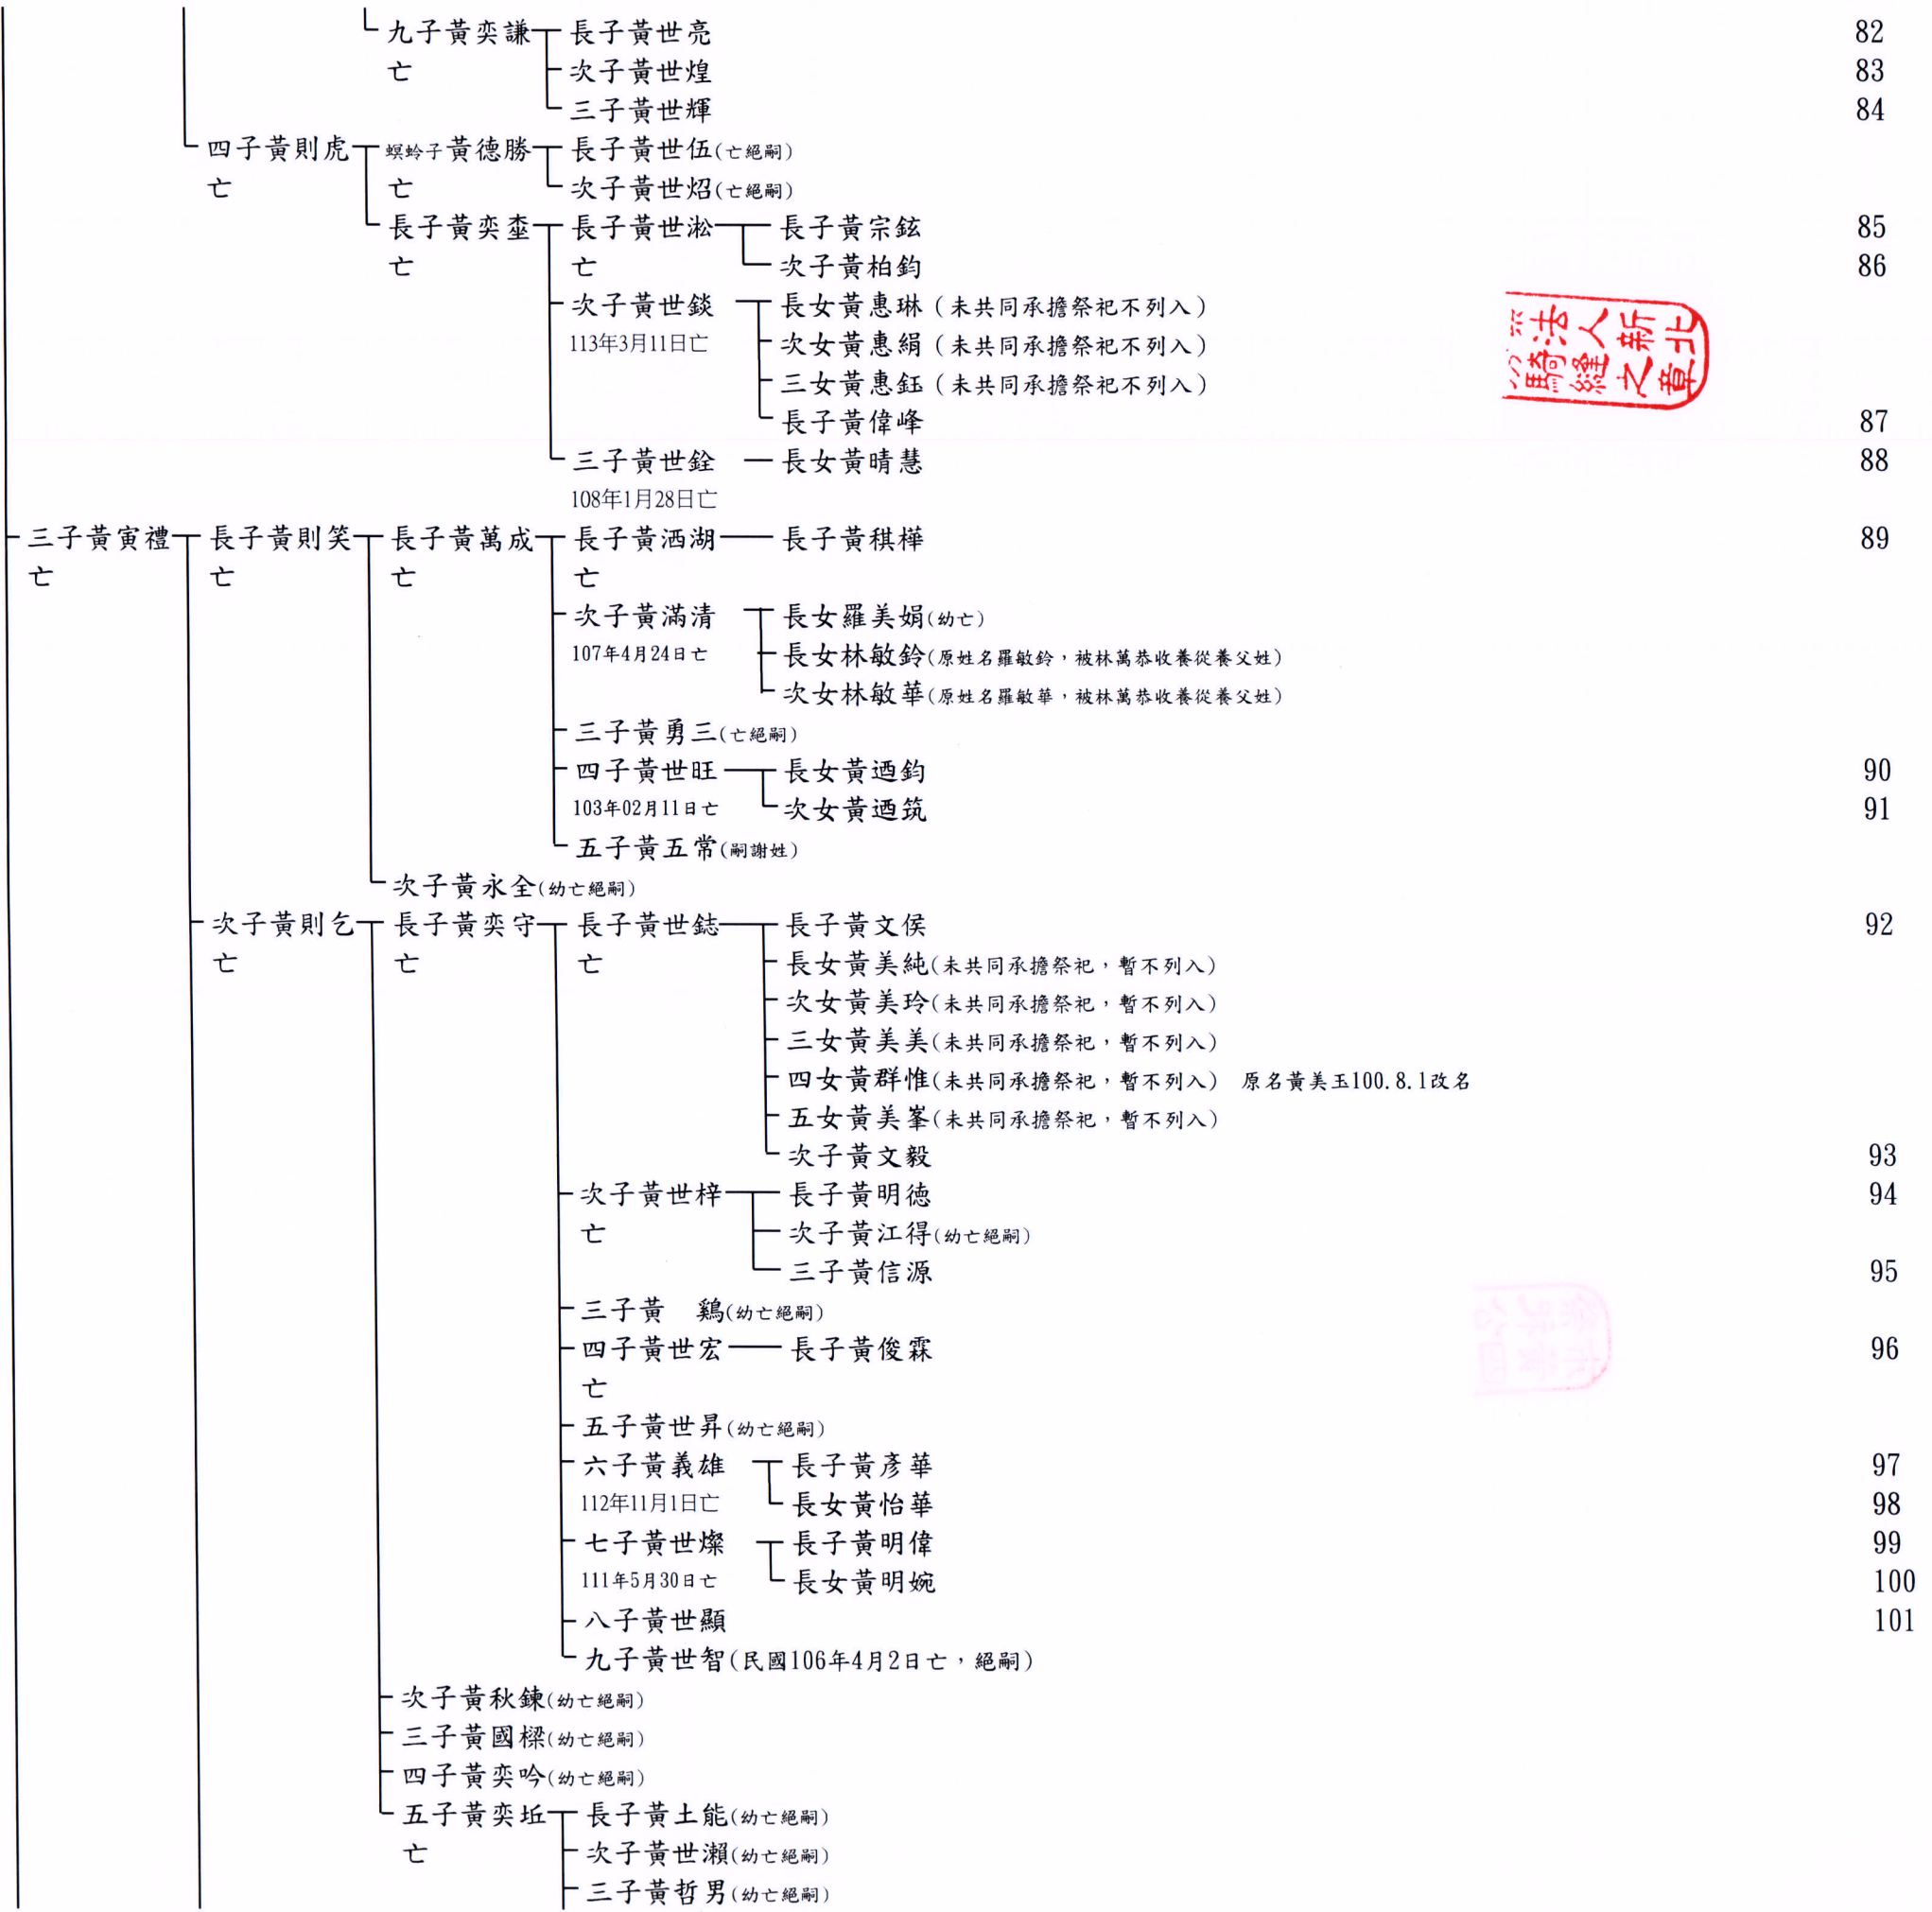 九子黃奕謙 長子黃世亮 82
亡 次子黃世煌 83
三子黃世輝 84
四子黃則虎 螟蛉子黃德勝 長子黃世伍(亡絕嗣)
亡 亡 次子黃世炤(亡絕嗣)
長子黃奕 長子黃世淞 長子黃宗鉉 85
亡 亡 次子黃柏鈞 86
次子黃世錟 長女黃惠琳(未共同承擔祭祀不列入)
113年3月11日亡 次女黃惠絹(未共同承擔祭祀不列入)
三女黃惠鈺(未共同承擔祭祀不列入)
長子黃偉峰 87
三子黃世銓 長女黃晴慧 88
108年1月28日亡
三子黃寅禮 長子黃則笑 長子黃萬成 長子黃洒湖 長子黃稘樺 89
亡 亡 亡 亡
次子黃滿清 長女羅美娟(幼亡)
107年4月24日亡 長女林敏鈴(原姓名羅敏鈴，被林萬恭收養從養父姓)
次女林敏華(原姓名羅敏華，被林萬恭收養從養父姓)
三子黃勇三(亡絕嗣)
四子黃世旺 長女黃迺鈞 90
103年02月11日亡 次女黃迺筑 91
五子黃五常(嗣謝姓)
次子黃永全(幼亡絕嗣)
次子黃則乞 長子黃奕守 長子黃世鋕 長子黃文侯 92
亡 亡 亡 長女黃美純(未共同承擔祭祀，暫不列入)
次女黃美玲(未共同承擔祭祀，暫不列入)
三女黃美美(未共同承擔祭祀，暫不列入)
四女黃群惟(未共同承擔祭祀，暫不列入) 原名黃美玉100.8.1改名
五女黃美峯(未共同承擔祭祀，暫不列入)
次子黃文毅 93
次子黃世梓 長子黃明德 94
亡 次子黃江得(幼亡絕嗣)
三子黃信源 95
三子黃　鷄(幼亡絕嗣)
四子黃世宏 長子黃俊霖 96
亡
五子黃世昇(幼亡絕嗣)
六子黃義雄 長子黃彥華 97
112年11月1日亡 長女黃怡華 98
七子黃世燦 長子黃明偉 99
111年5月30日亡 長女黃明婉 100
八子黃世顯 101
九子黃世智(民國106年4月2日亡，絕嗣)
次子黃秋鍊(幼亡絕嗣)
三子黃國樑(幼亡絕嗣)
四子黃奕吟(幼亡絕嗣)
五子黃奕坵 長子黃土能(幼亡絕嗣)
亡 次子黃世瀨(幼亡絕嗣)
三子黃哲男(幼亡絕嗣)
北新人法
章之縫騎